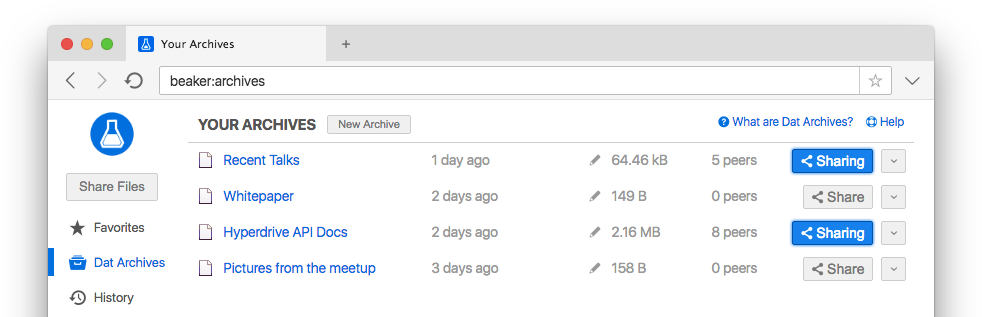 Your Archives
beaker:archives
YOUR ARCHIVES New Archive What are Dat Archives? Help
Recent Talks 1 day ago 64.46 kB 5 peers Sharing
Share Files
Whitepaper 2 days ago 149 B 0 peers Share
Favorites
Hyperdrive API Docs 2 days ago 2.16 MB 8 peers Sharing
Dat Archives
Pictures from the meetup 3 days ago 158 B 0 peers Share
History